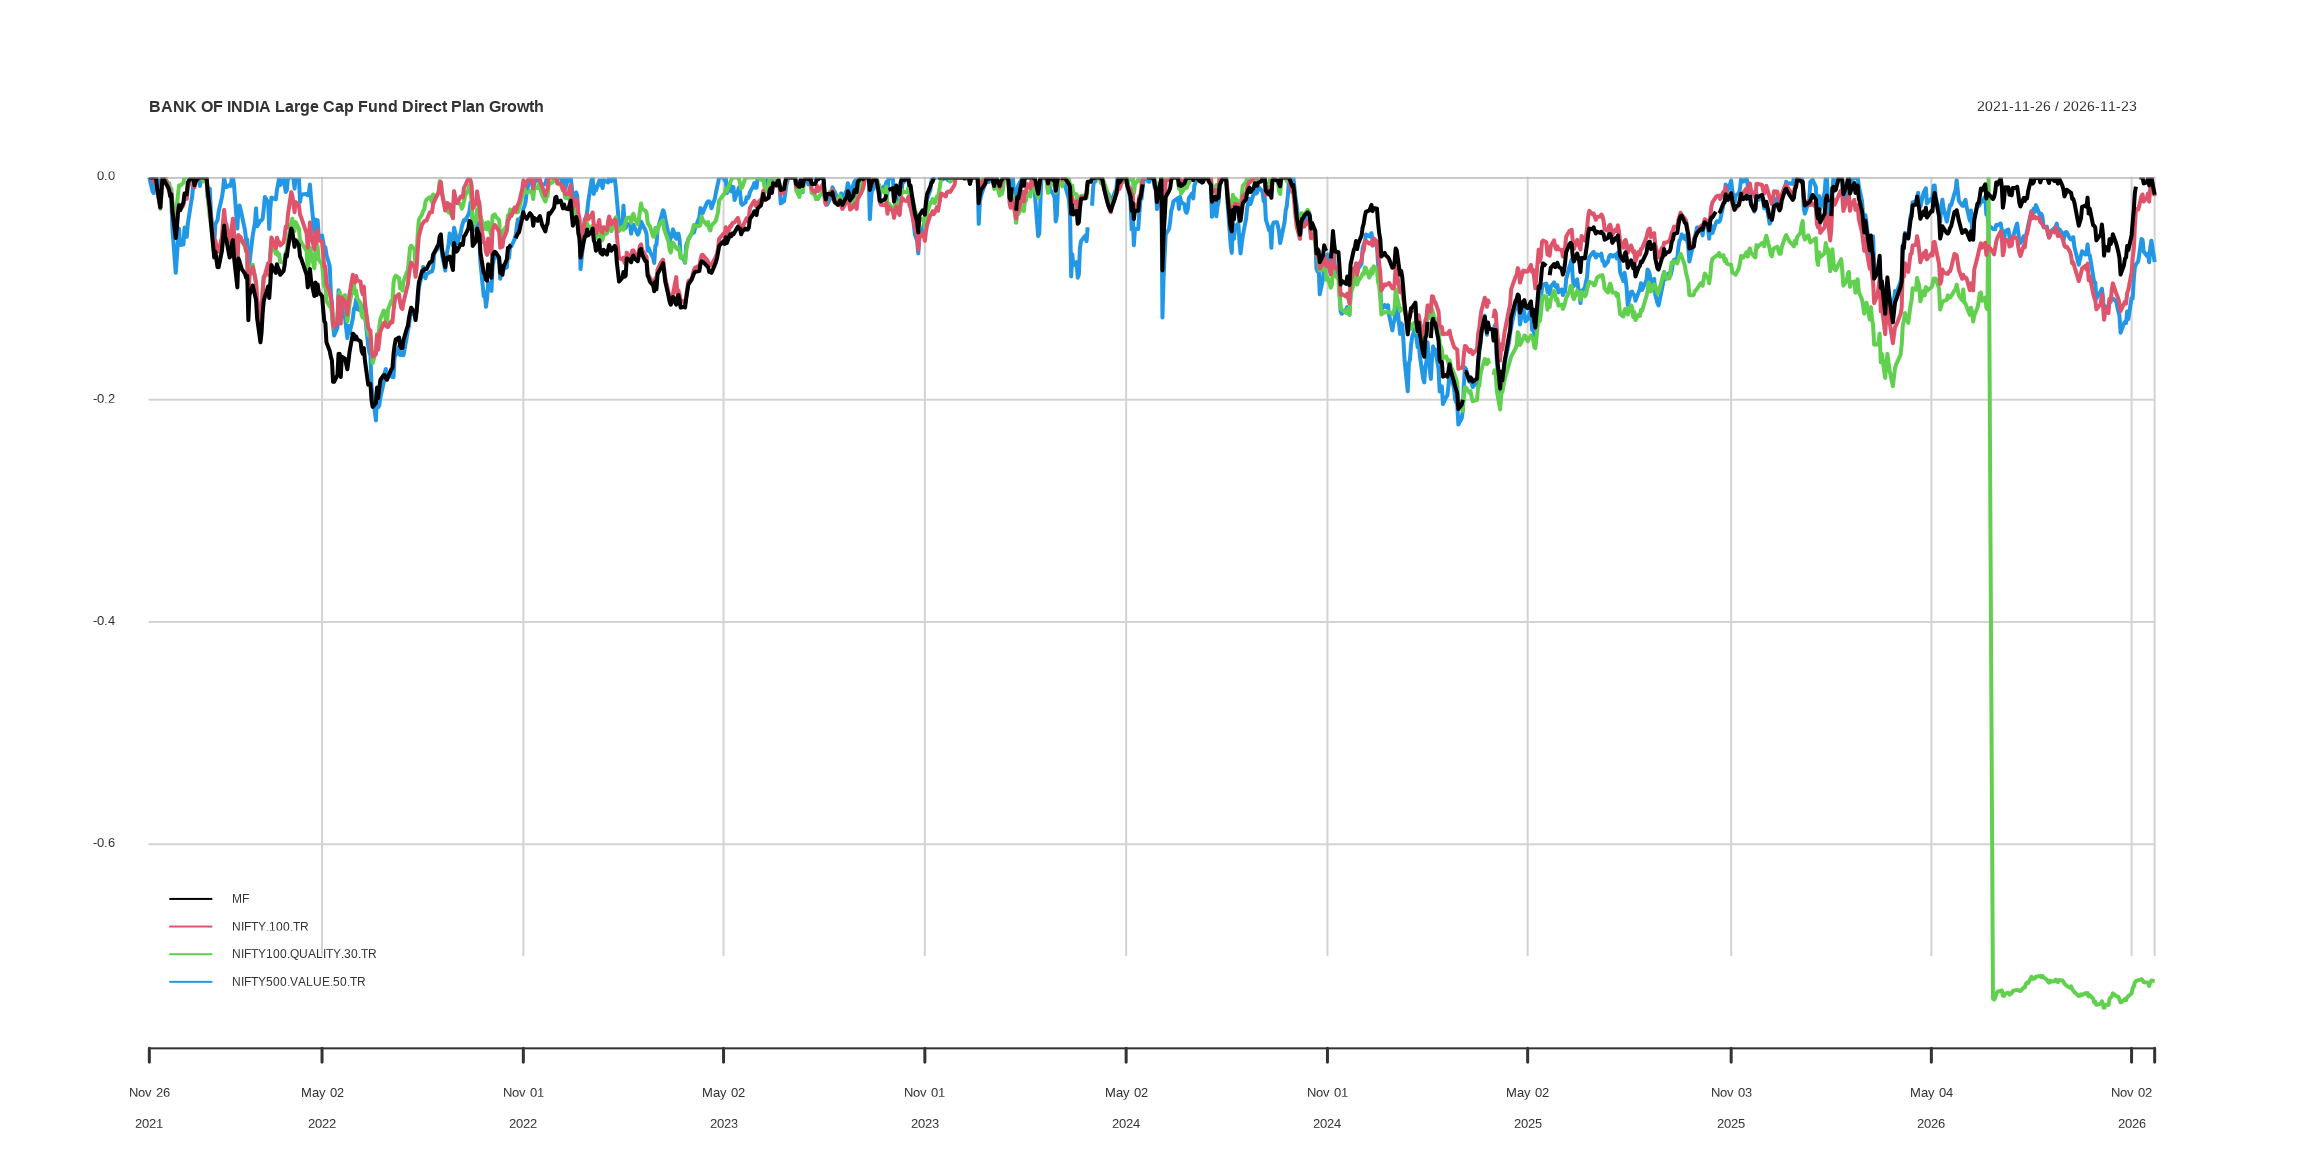 BANK OF INDIA Large Cap Fund Direct Plan Growth
2021-11-26 / 2026-11-23
0.0
-0.2
-0.4
-0.6
MF
NIFTY.100.TR
NIFTY100.QUALITY.30.TR
NIFTY500.VALUE.50.TR
Nov 26 May 02 Nov 01 May 02 Nov 01 May 02 Nov 01 May 02 Nov 03 May 04 Nov 02
2021 2022 2022 2023 2023 2024 2024 2025 2025 2026 2026